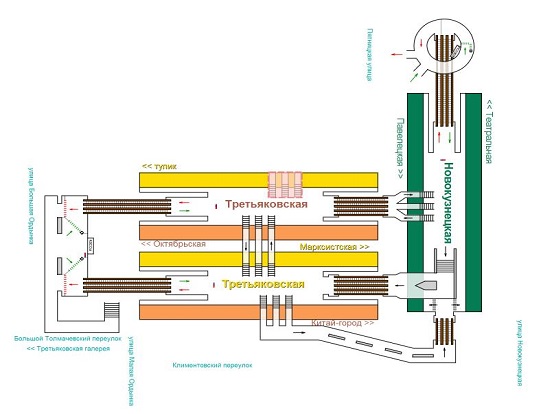 Пятницкая улица
<< Театральная
Павелецкая >>
Новокузнецкая
<< тупик
Третьяковская
<< Октябрьская
Марксистская >>
Третьяковская
Китай-город >>
улица Большая Ордынка
Большой Толмачевский переулок
<< Третьяковская галерея
улица Малая Ордынка
Климентовский переулок
улица Новокузнецкая